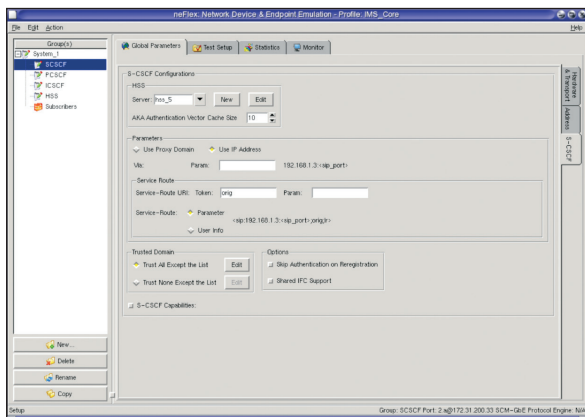 neFlex: Network Device & Endpoint Emulation - Profile, IMS_Core
File Edit Action Help
Group(s)
System_1
SCSCF
PCSCF
ICSCF
HSS
Subscribers
New...
Delete
Rename
Copy
Global Parameters Test Setup Statistics Monitor
S-CSCF Configurations
HSS
Server: hss_5 New Edit
AKA Authentication Vector Cache Size 10
Parameters
Use Proxy Domain Use IP Address
Via: Param: 192.168.1.3:<sip_port>
Service Route
Service-Route URI: Token: orig Param:
Service-Route: Parameter
<sip:192.168.1.3:<sip_port>;orig;lr>
User Info
Trusted Domain
Trust All Except the List Edit
Trust None Except the List Edit
Options
Skip Authentication on Reregistration
Shared IFC Support
S-CSCF Capabilities:
Hardware & Transport
Address
S-CSCF
Setup
Group: SCSCF Port: 2.a@172.31.200.33 SCM-GbE Protocol Engine: N/A